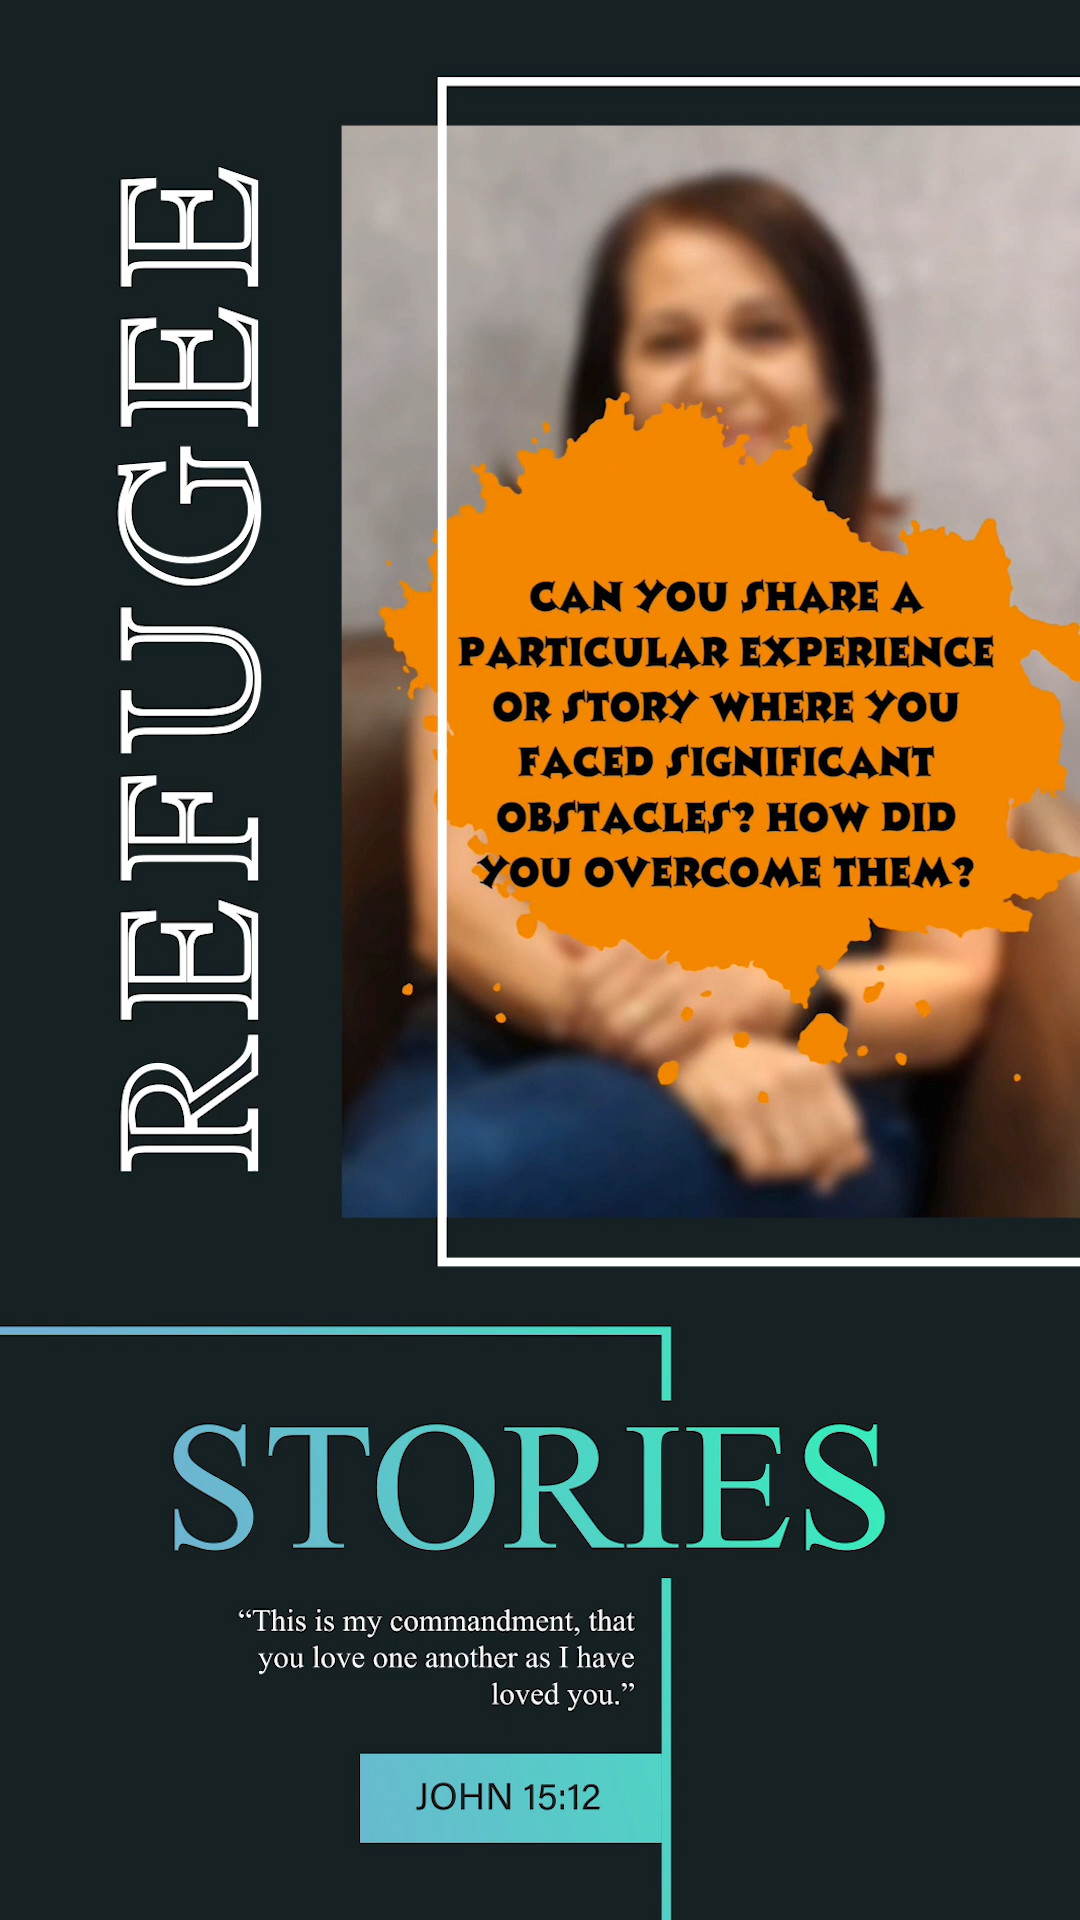 REFUGEE
CAN YOU SHARE A
PARTICULAR EXPERIENCE
OR STORY WHERE YOU
FACED SIGNIFICANT
OBSTACLES? HOW DID
YOU OVERCOME THEM?
STORIES
“This is my commandment, that
you love one another as I have
loved you.”
JOHN 15:12